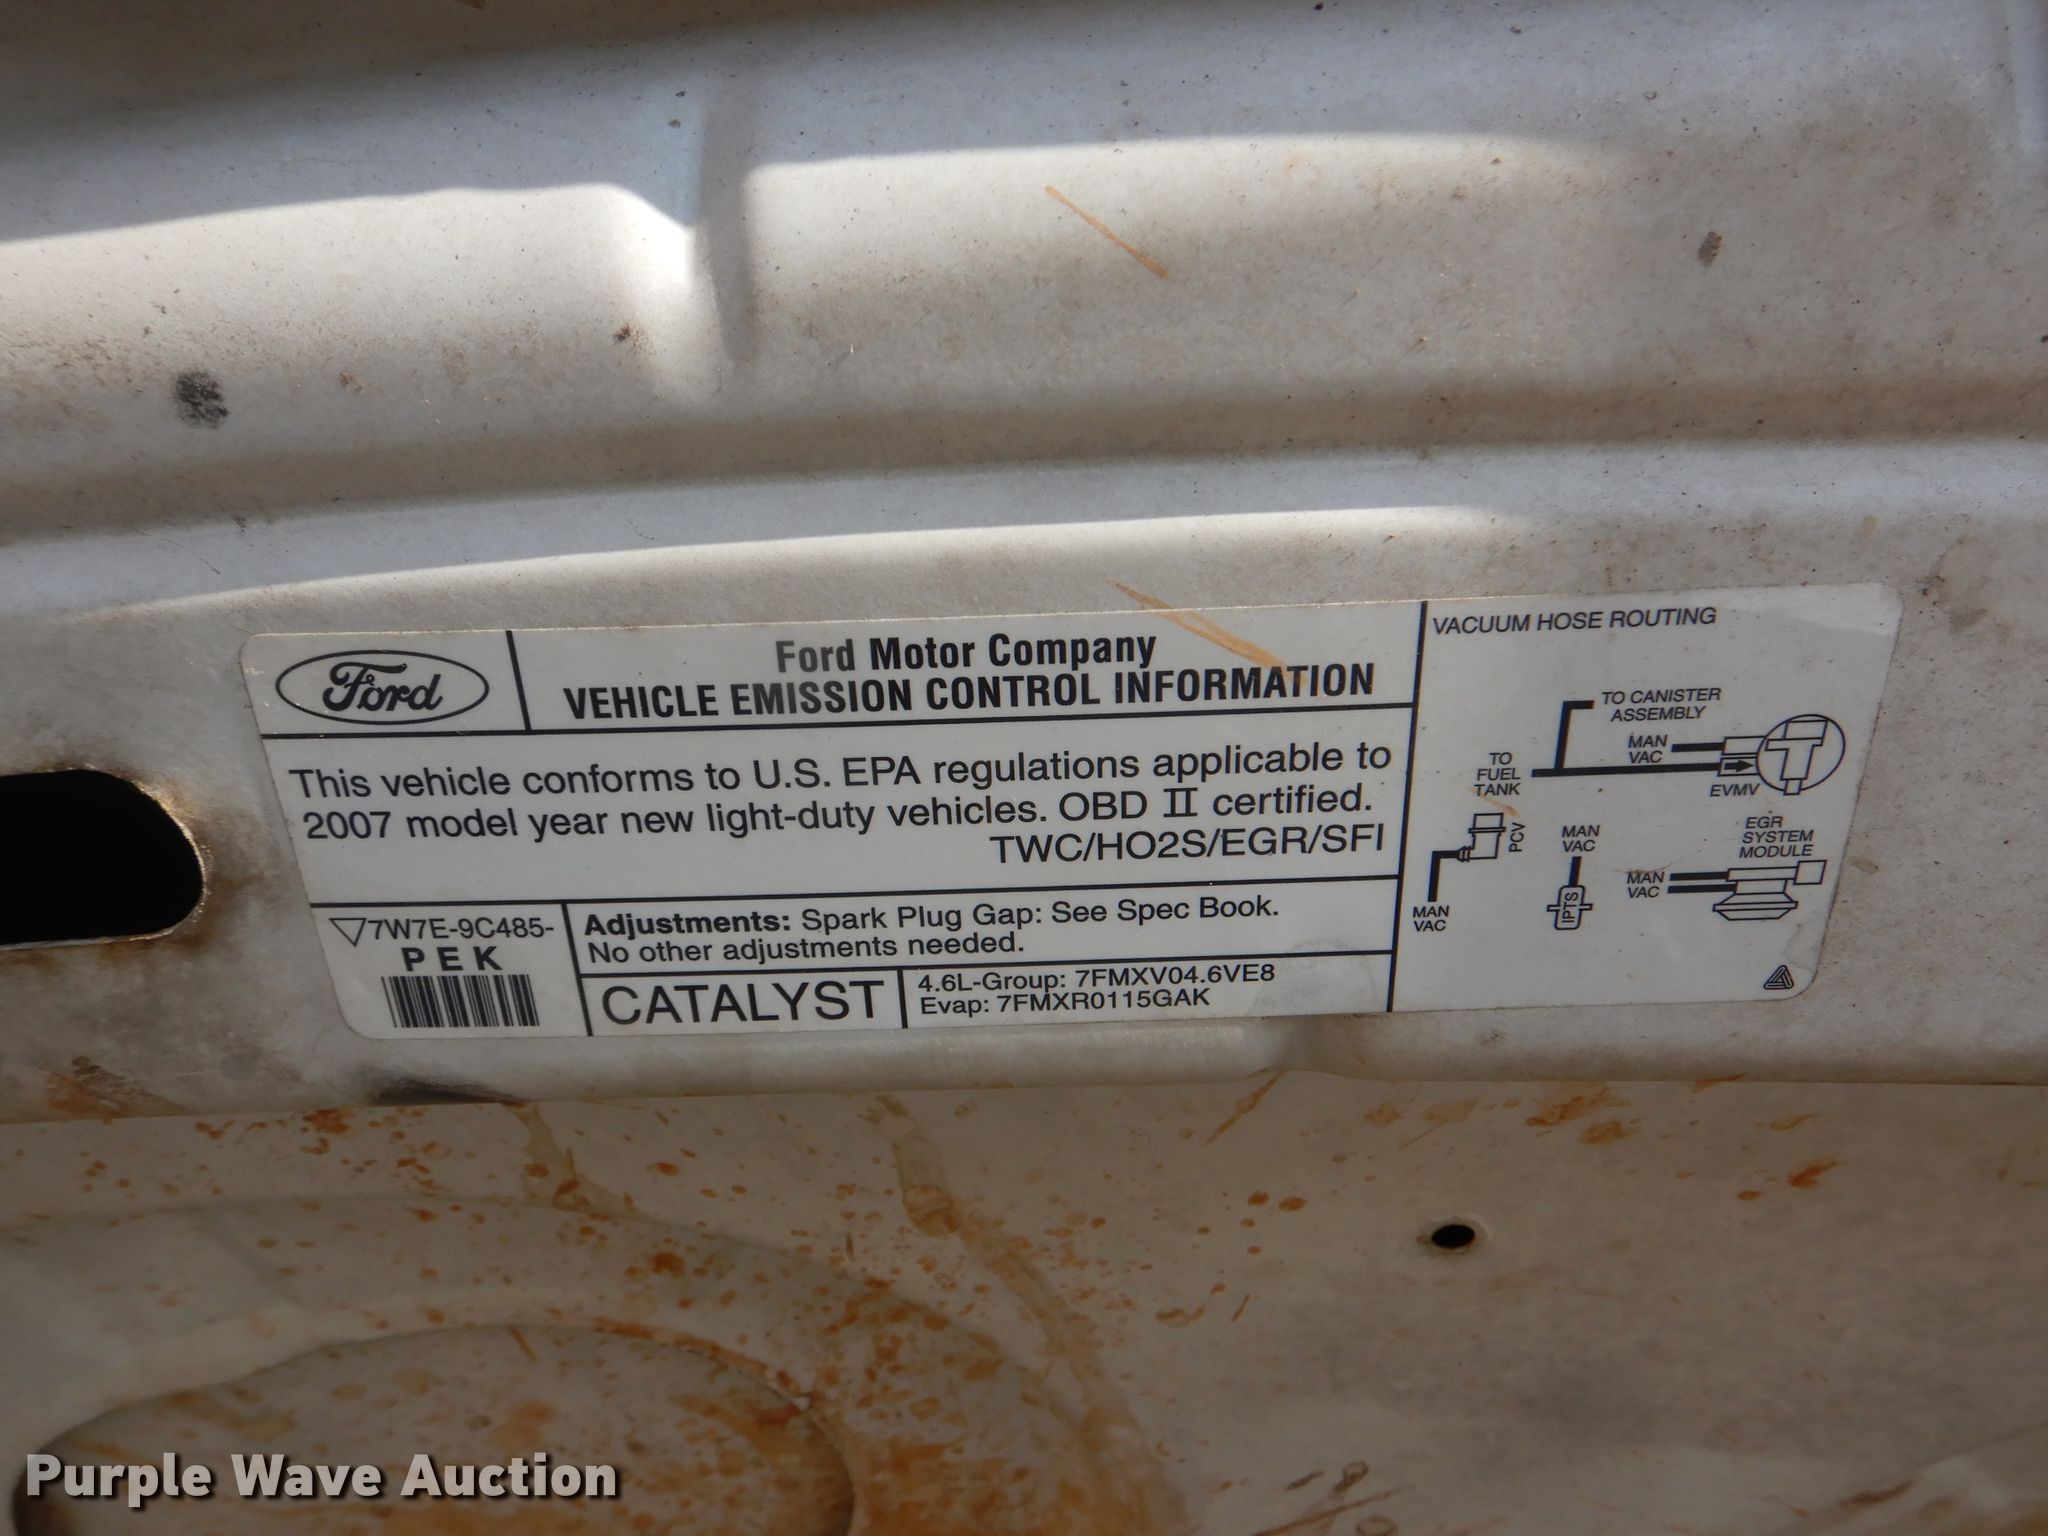 Ford
Ford Motor Company
VEHICLE EMISSION CONTROL INFORMATION
This vehicle conforms to U.S. EPA regulations applicable to
2007 model year new light-duty vehicles. OBD II certified.
TWC/HO2S/EGR/SFI
7W7E-9C485-
PEK
Adjustments: Spark Plug Gap: See Spec Book.
No other adjustments needed.
CATALYST
4.6L-Group: 7FMXV04.6VE8
Evap: 7FMXR0115GAK
VACUUM HOSE ROUTING
TO CANISTER
ASSEMBLY
MAN
VAC
TO
FUEL
TANK
EVMV
PCV
MAN
VAC
MAN
VAC
IPTS
EGR
SYSTEM
MODULE
MAN
VAC
Purple Wave Auction